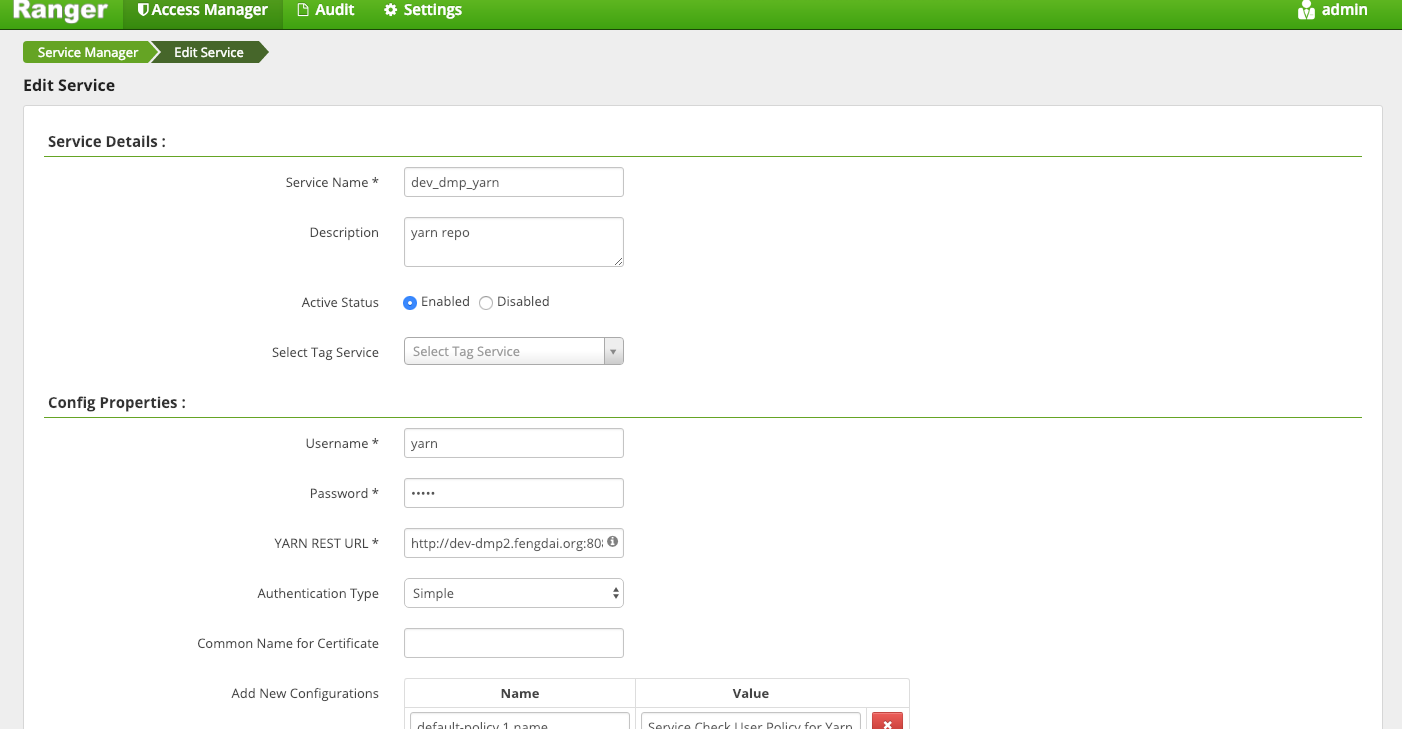 Ranger Access Manager Audit Settings admin
Service Manager Edit Service
Edit Service
Service Details :
Service Name * dev_dmp_yarn
Description yarn repo
Active Status Enabled Disabled
Select Tag Service Select Tag Service
Config Properties :
Username * yarn
Password * •••••
YARN REST URL * http://dev-dmp2.fengdai.org:808
Authentication Type Simple
Common Name for Certificate
Add New Configurations Name Value
default-policy.1.name Service Check User Policy for Yarn